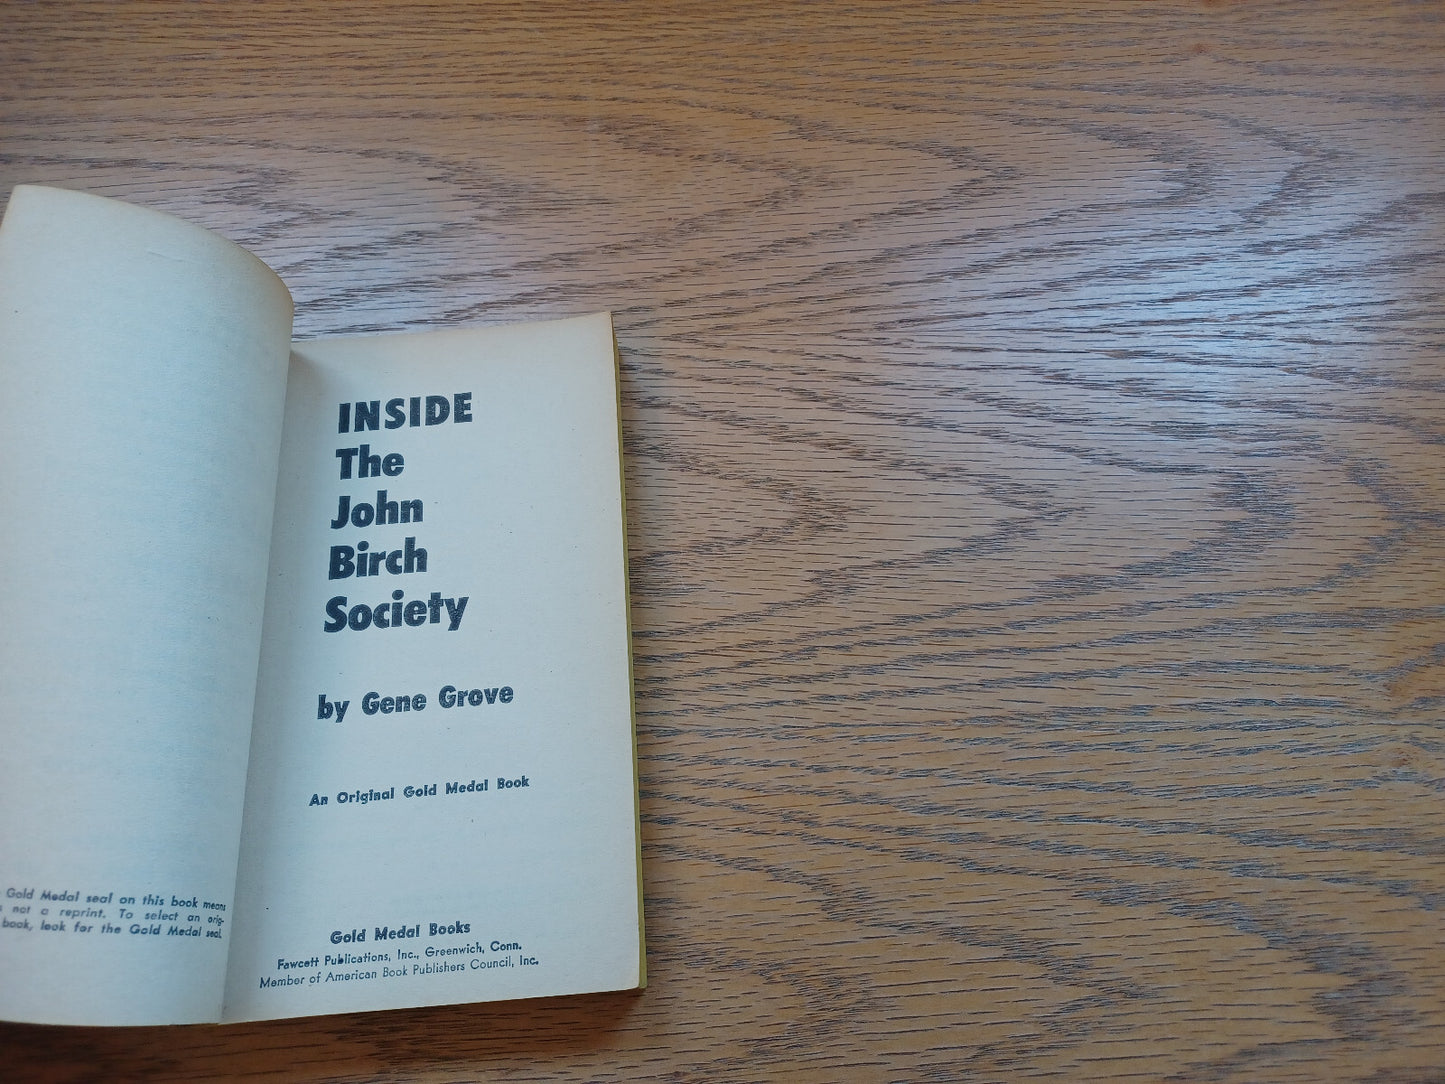 Gold Medal seal on this book means
not a reprint. To select an orig-
book, look for the Gold Medal seal.
INSIDE
The
John
Birch
Society
by Gene Grove
An Original Gold Medal Book
Gold Medal Books
Fawcett Publications, Inc., Greenwich, Conn.
Member of American Book Publishers Council, Inc.